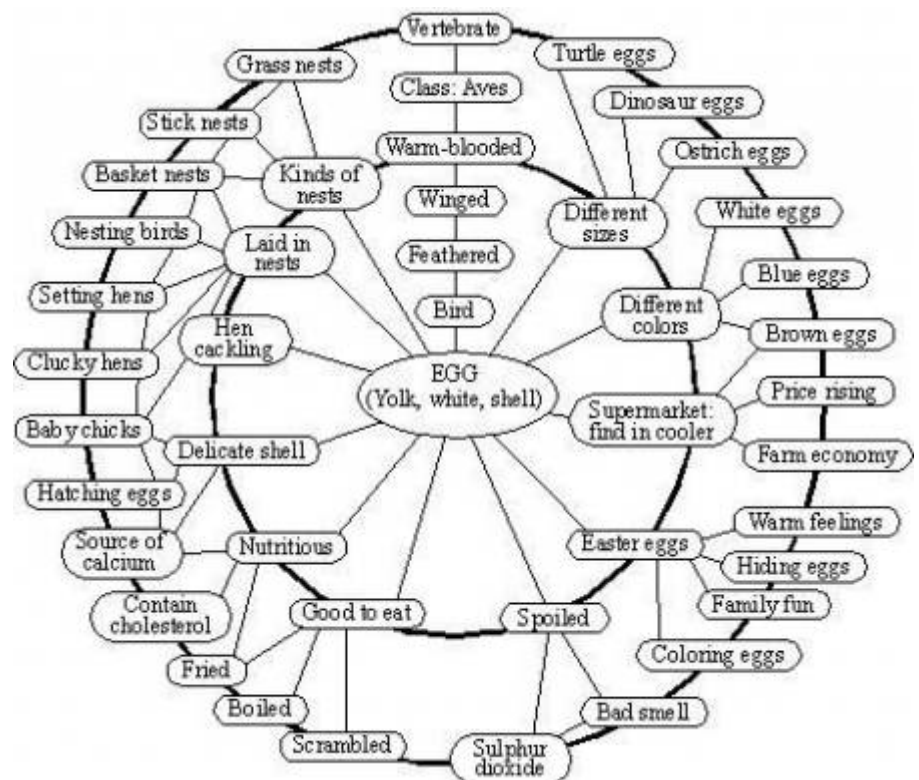 Vertebrate
Grass nests
Turtle eggs
Class: Aves
Dinosaur eggs
Stick nests
Warm-blooded
Ostrich eggs
Basket nests
Kinds of
nests
Winged
Different
sizes
White eggs
Nesting birds
Laid in
nests
Feathered
Blue eggs
Setting hens
Bird
Different
colors
Hen
cackling
Brown eggs
Clucky hens
EGG
(Yolk, white, shell)
Price rising
Supermarket:
find in cooler
Baby chicks
Delicate shell
Farm economy
Hatching eggs
Warm feelings
Source of
calcium
Nutritious
Easter eggs
Hiding eggs
Contain
cholesterol
Good to eat
Spoiled
Family fun
Coloring eggs
Fried
Boiled
Bad smell
Scrambled
Sulphur
dioxide